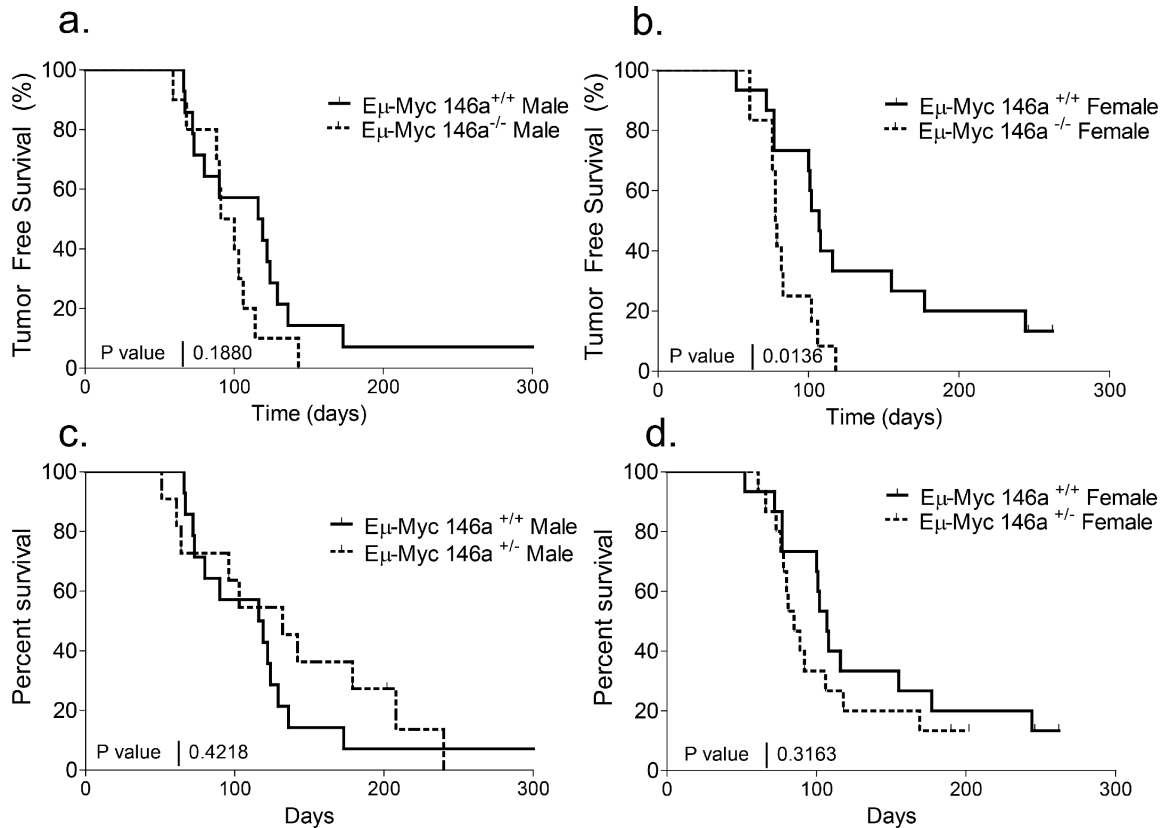 a.
Tumor Free Survival (%)
100
80
60
40
20
0
Eμ-Myc 146a+/+ Male
Eμ-Myc 146a-/- Male
P value 0.1880
0 100 200 300
Time (days)
b.
Tumor Free Survival (%)
100
80
60
40
20
0
Eμ-Myc 146a+/+ Female
Eμ-Myc 146a -/- Female
P value 0.0136
0 100 200 300
Time (days)
c.
Percent survival
100
80
60
40
20
0
Eμ-Myc 146a +/+ Male
Eμ-Myc 146a +/- Male
P value 0.4218
0 100 200 300
Days
d.
Percent survival
100
80
60
40
20
0
Eμ-Myc 146a +/+ Female
Eμ-Myc 146a +/- Female
P value 0.3163
0 100 200 300
Days